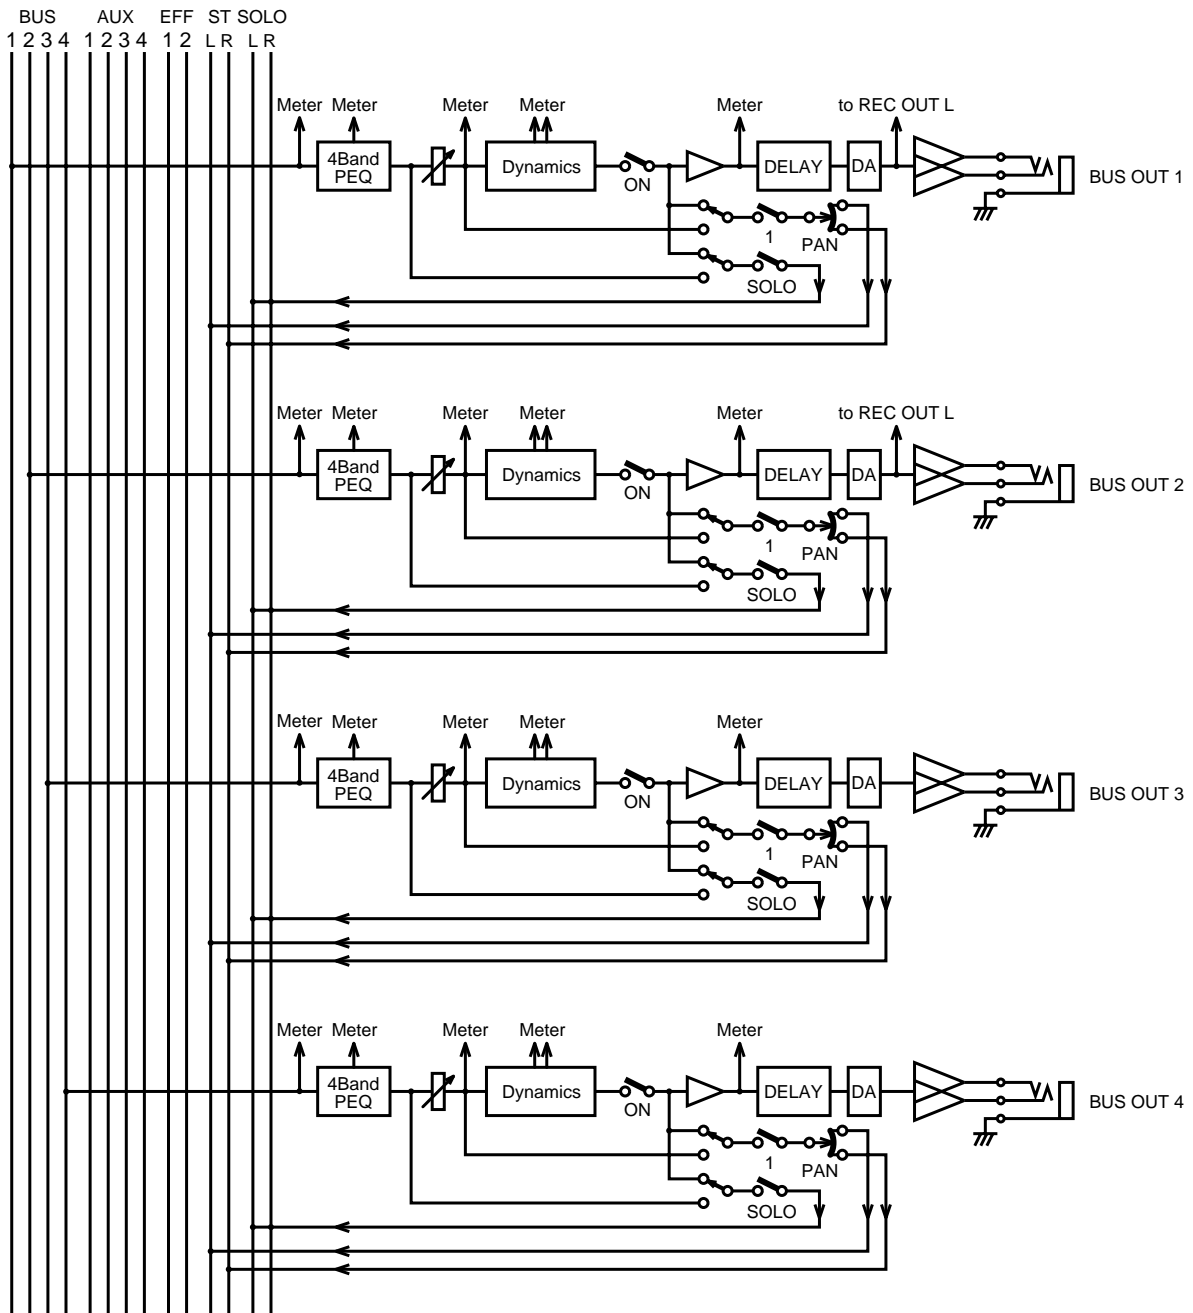 BUS AUX EFF ST SOLO
1 2 3 4 1 2 3 4 1 2 L R L R
Meter Meter Meter Meter Meter to REC OUT L
4Band PEQ Dynamics ON DELAY DA BUS OUT 1
1 PAN
SOLO
Meter Meter Meter Meter Meter to REC OUT L
4Band PEQ Dynamics ON DELAY DA BUS OUT 2
1 PAN
SOLO
Meter Meter Meter Meter Meter
4Band PEQ Dynamics ON DELAY DA BUS OUT 3
1 PAN
SOLO
Meter Meter Meter Meter Meter
4Band PEQ Dynamics ON DELAY DA BUS OUT 4
1 PAN
SOLO